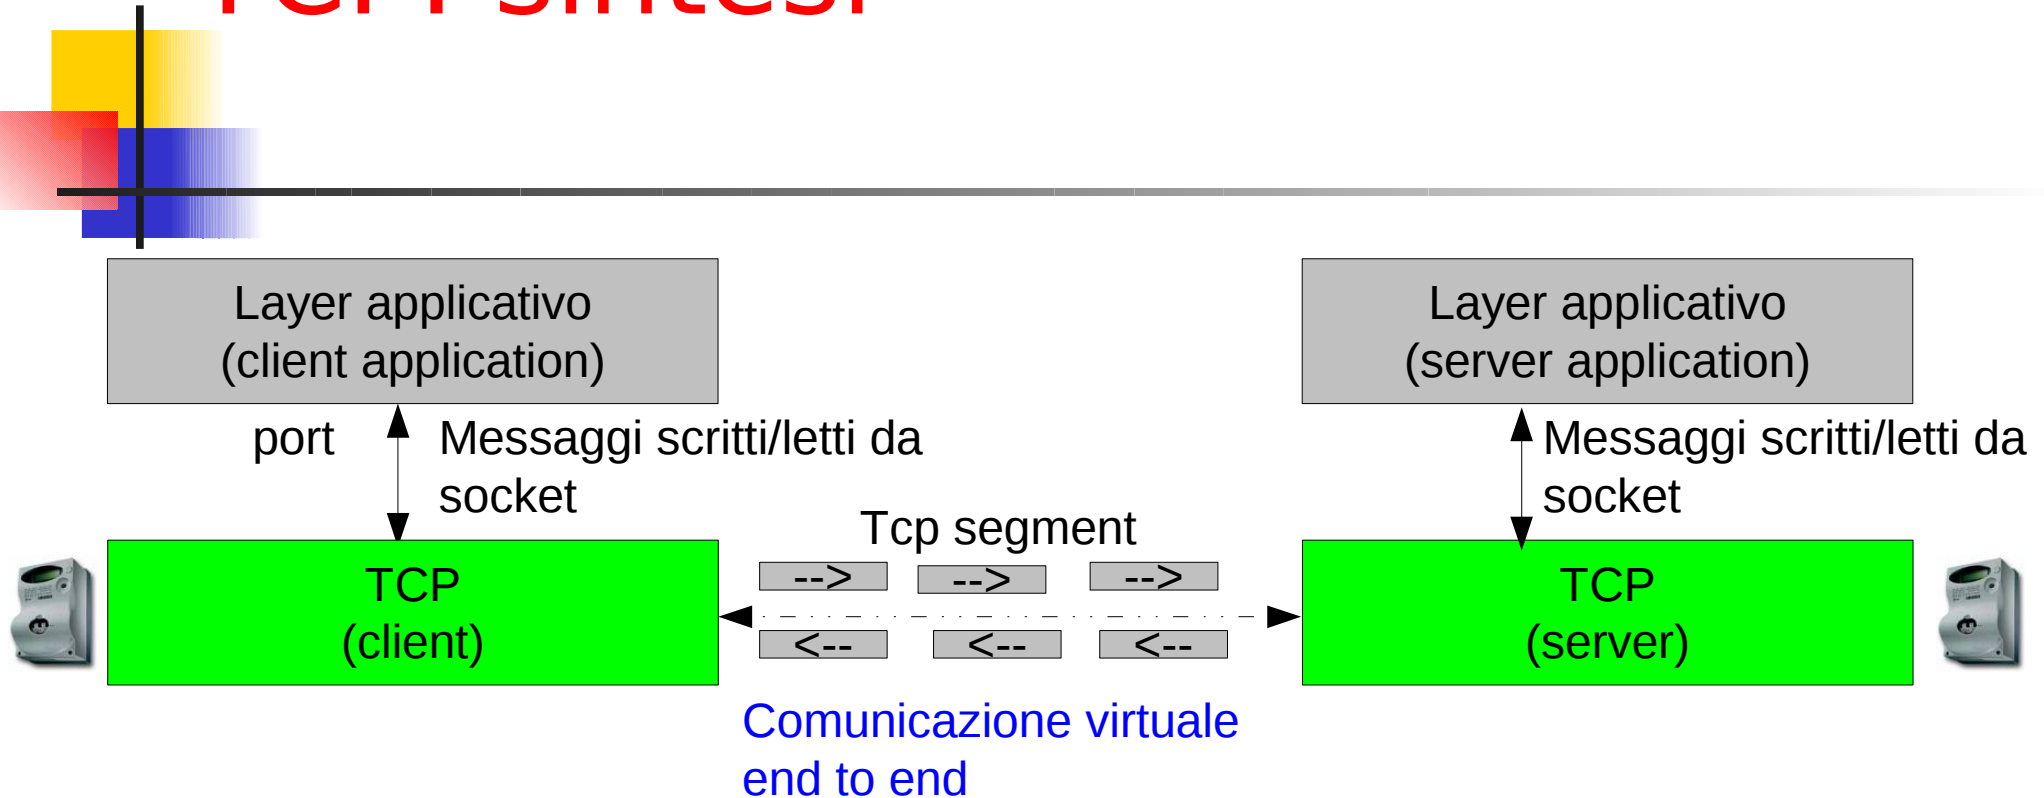 sintesi
Layer applicativo
(client application)
Layer applicativo
(server application)
port
Messaggi scritti/letti da
socket
Messaggi scritti/letti da
socket
Tcp segment
TCP
(client)
--> --> -->
<-- <-- <--
TCP
(server)
Comunicazione virtuale
end to end